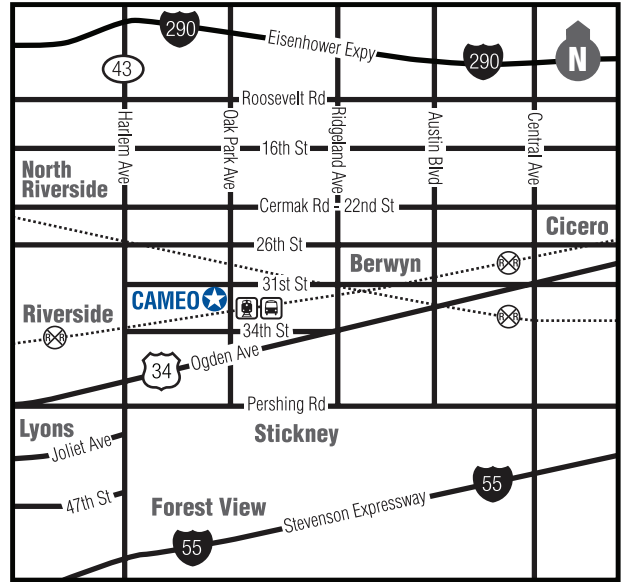 290
Eisenhower Expy
290
N
43
Roosevelt Rd
Harlem Ave
Oak Park Ave
Ridgeland Ave
Austin Blvd
Central Ave
16th St
North
Riverside
Cermak Rd - 22nd St
Cicero
26th St
Berwyn
R R
31st St
CAMEO
Riverside
R R
R R
34th St
Ogden Ave
34
Pershing Rd
Lyons
Stickney
Joliet Ave
47th St
Forest View
Stevenson Expressway
55
55